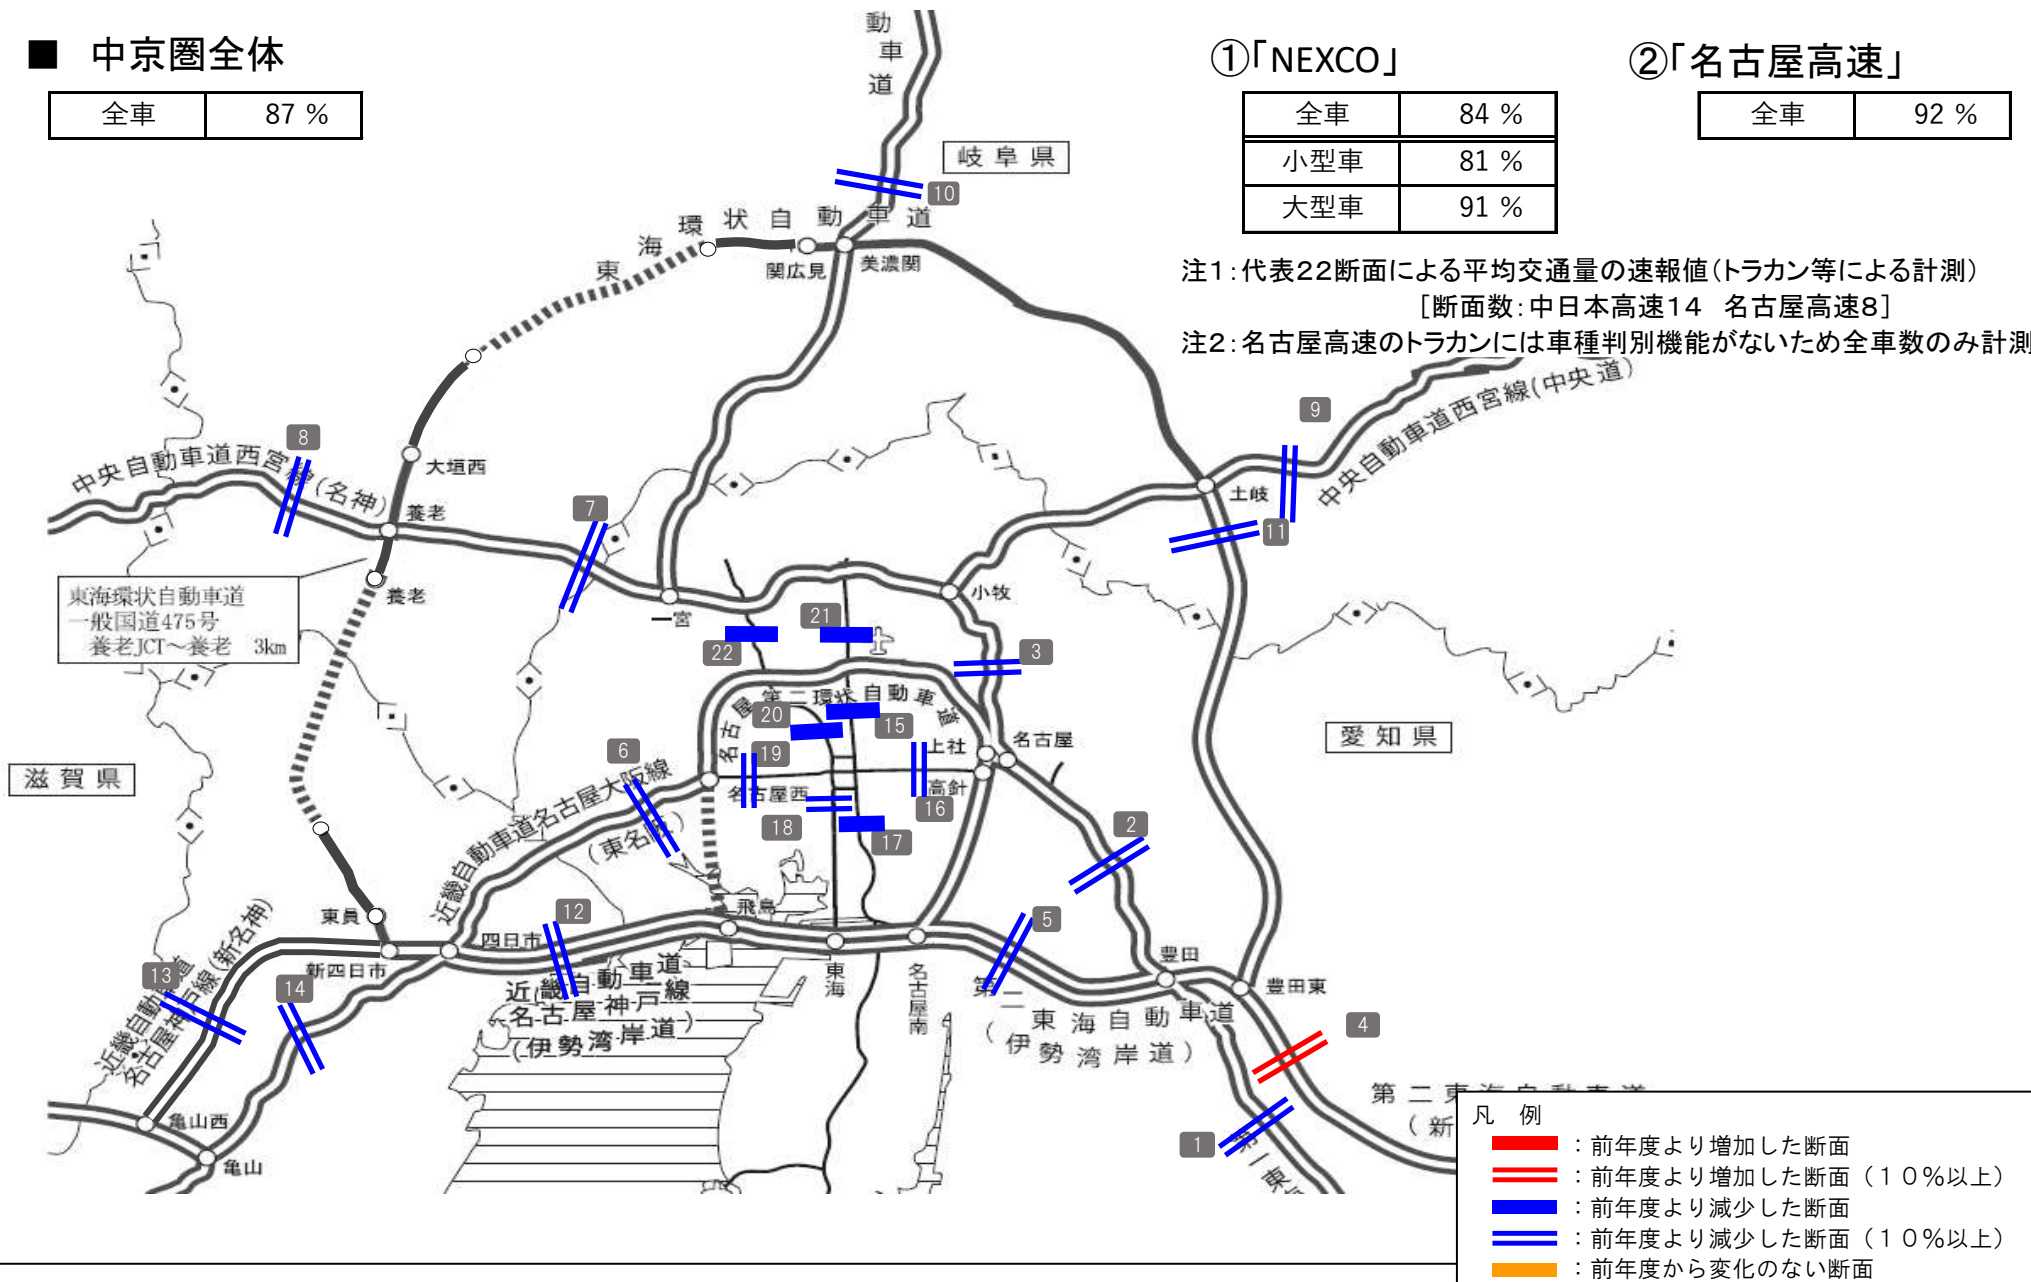 ■ 中京圏全体
全車 87 %
①「NEXCO」
全車 84 %
小型車 81 %
大型車 91 %
②「名古屋高速」
全車 92 %
注1：代表22断面による平均交通量の速報値（トラカン等による計測）
［断面数：中日本高速14　名古屋高速8］
注2：名古屋高速のトラカンには車種判別機能がないため全車数のみ計測
動車道
岐阜県
10
東海環状自動車道
関広見
美濃関
9
中央自動車道西宮線(中央道)
8
中央自動車道西宮線(名神)
大垣西
養老
7
土岐
11
東海環状自動車道
一般国道475号
養老JCT～養老　3km
養老
一宮
小牧
22
21
3
名古屋第二環状自動車道
20
15
19
上社
名古屋
愛知県
滋賀県
6
近畿自動車道名古屋大阪線
(東名阪)
名古屋西
高針
16
18
17
2
東員
飛島
12
四日市
5
新四日市
13
14
近畿自動車道
名古屋神戸線(新名神)
近畿自動車道
名古屋神戸線
(伊勢湾岸道)
東海
名古屋南
豊田
豊田東
第二東海自動車道
(伊勢湾岸道)
4
亀山西
亀山
1
第一東
第二東海自動車道
(新
凡　例
：前年度より増加した断面
：前年度より増加した断面（１０％以上）
：前年度より減少した断面
：前年度より減少した断面（１０％以上）
：前年度から変化のない断面